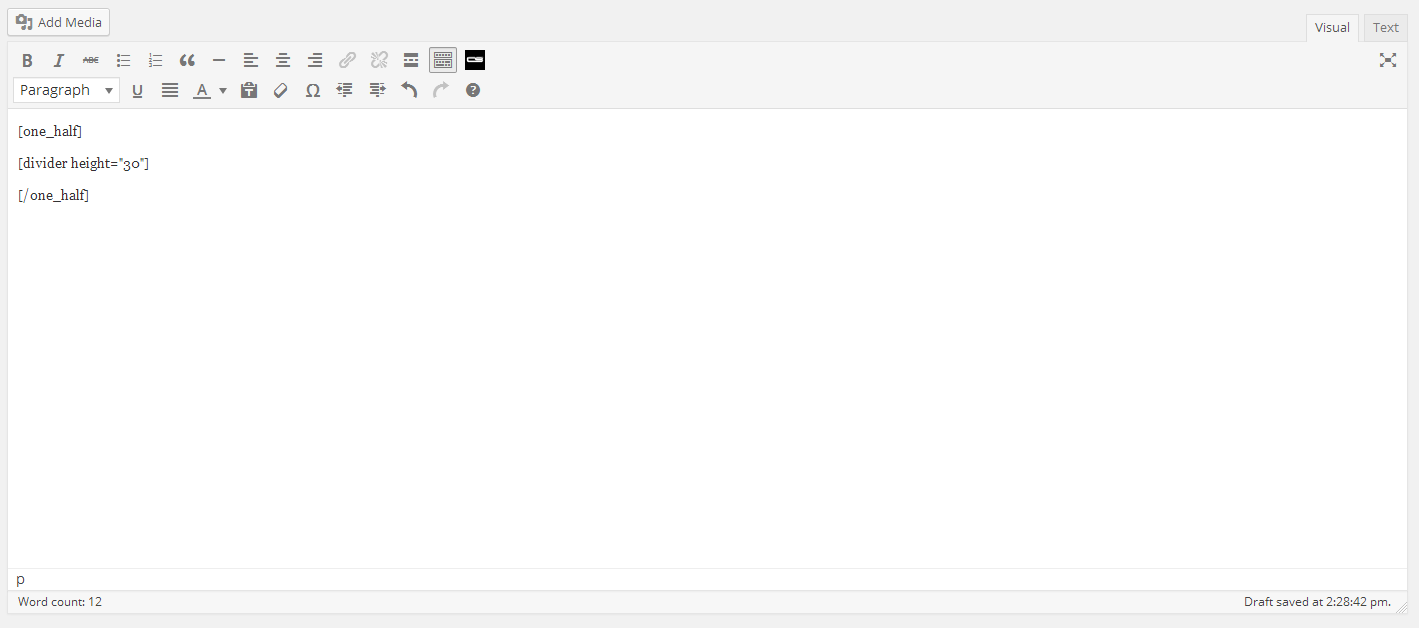 Add Media
Visual Text
B I ABC
Paragraph U A Ω ?
[one_half]
[divider height="30"]
[/one_half]
p
Word count: 12 Draft saved at 2:28:42 pm.